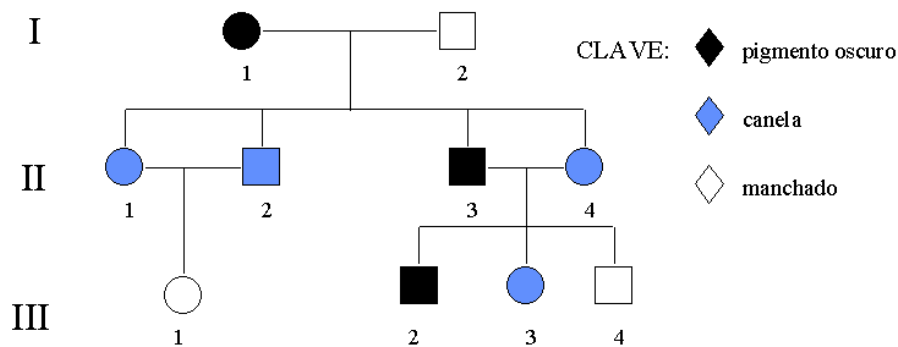 I
1
2
CLAVE:
pigmento oscuro
canela
manchado
II
1
2
3
4
III
1
2
3
4